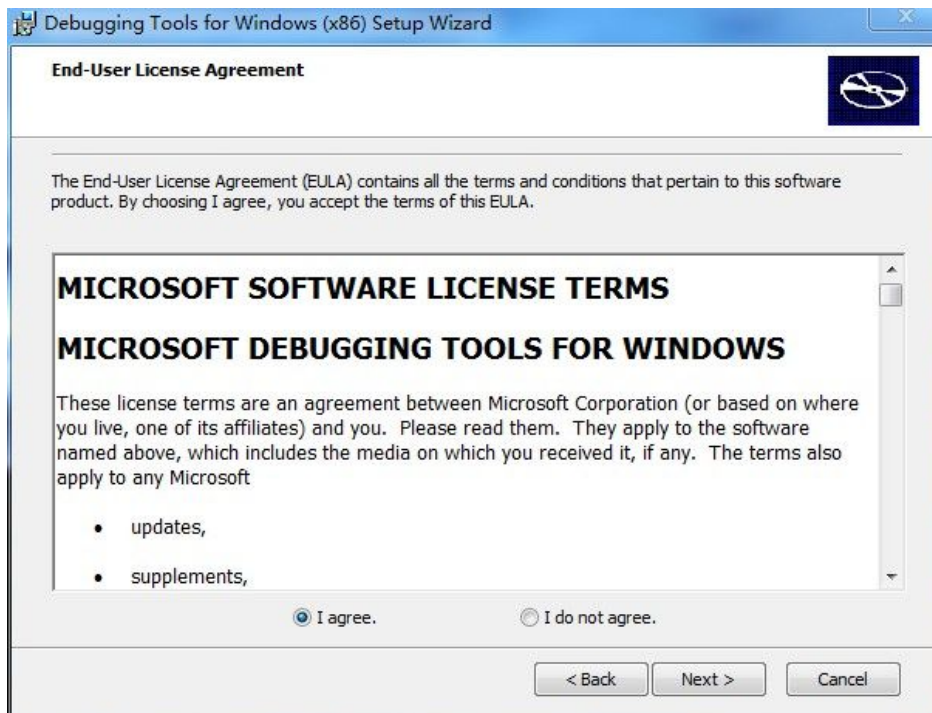 Debugging Tools for Windows (x86) Setup Wizard
End-User License Agreement
The End-User License Agreement (EULA) contains all the terms and conditions that pertain to this software
product. By choosing I agree, you accept the terms of this EULA.
MICROSOFT SOFTWARE LICENSE TERMS
MICROSOFT DEBUGGING TOOLS FOR WINDOWS
These license terms are an agreement between Microsoft Corporation (or based on where
you live, one of its affiliates) and you.  Please read them.  They apply to the software
named above, which includes the media on which you received it, if any.  The terms also
apply to any Microsoft
• updates,
• supplements,
I agree.
I do not agree.
< Back
Next >
Cancel